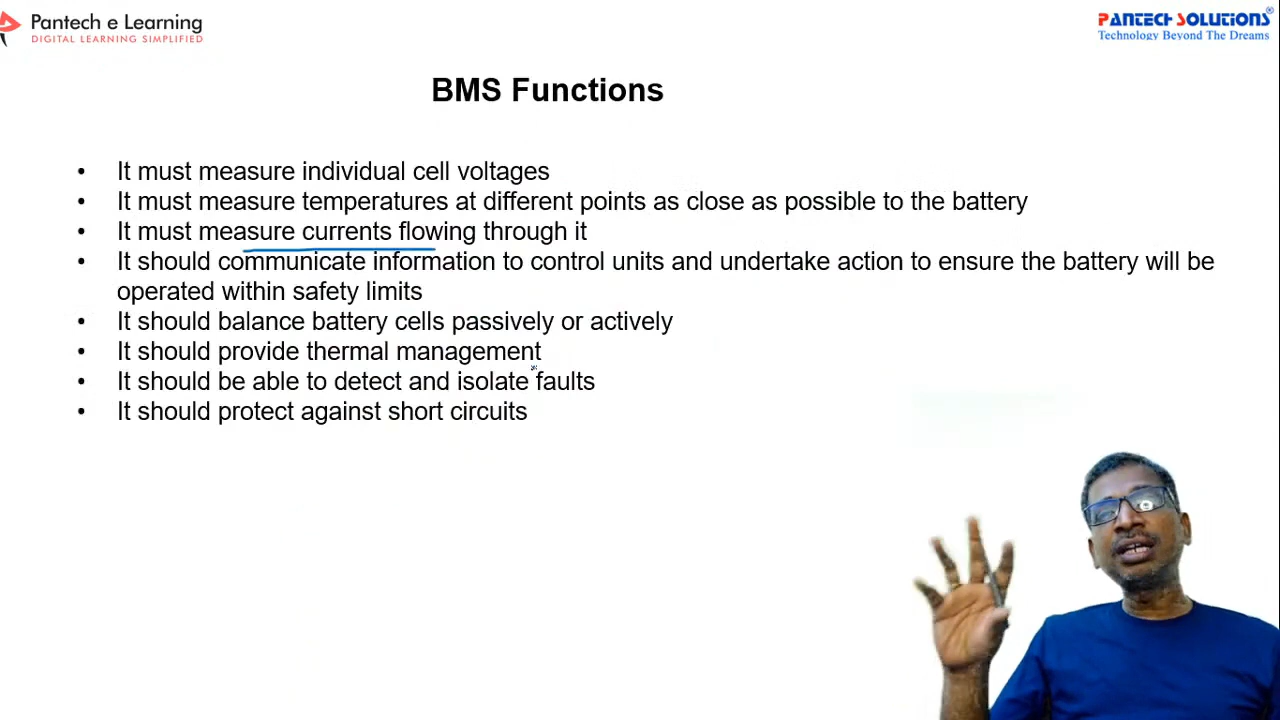 Pantech e Learning
DIGITAL LEARNING SIMPLIFIED
PANTECH SOLUTIONS®
Technology Beyond The Dreams
BMS Functions
• It must measure individual cell voltages
• It must measure temperatures at different points as close as possible to the battery
• It must measure currents flowing through it
• It should communicate information to control units and undertake action to ensure the battery will be
operated within safety limits
• It should balance battery cells passively or actively
• It should provide thermal management
• It should be able to detect and isolate faults
• It should protect against short circuits